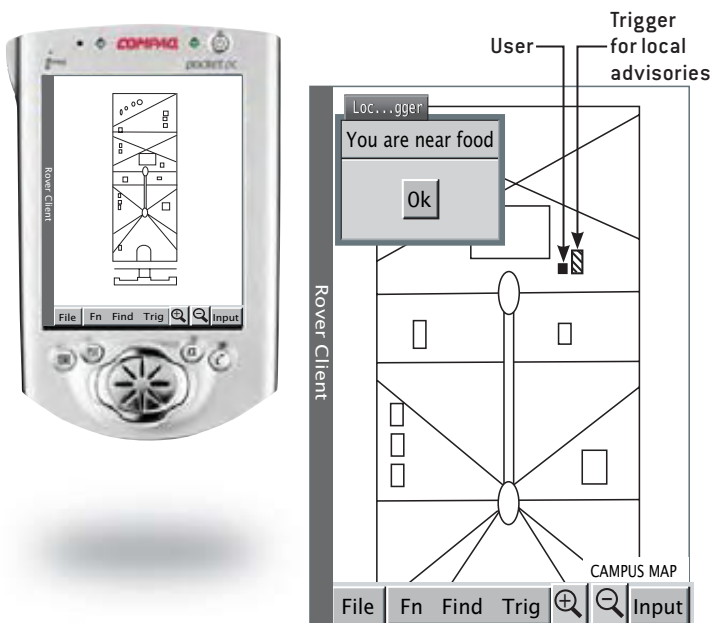 COMPAQ
pocket pc
Rover Client
File Fn Find Trig Input
User
Trigger
for local
advisories
Loc...gger
You are near food
Ok
Rover Client
CAMPUS MAP
File Fn Find Trig Input